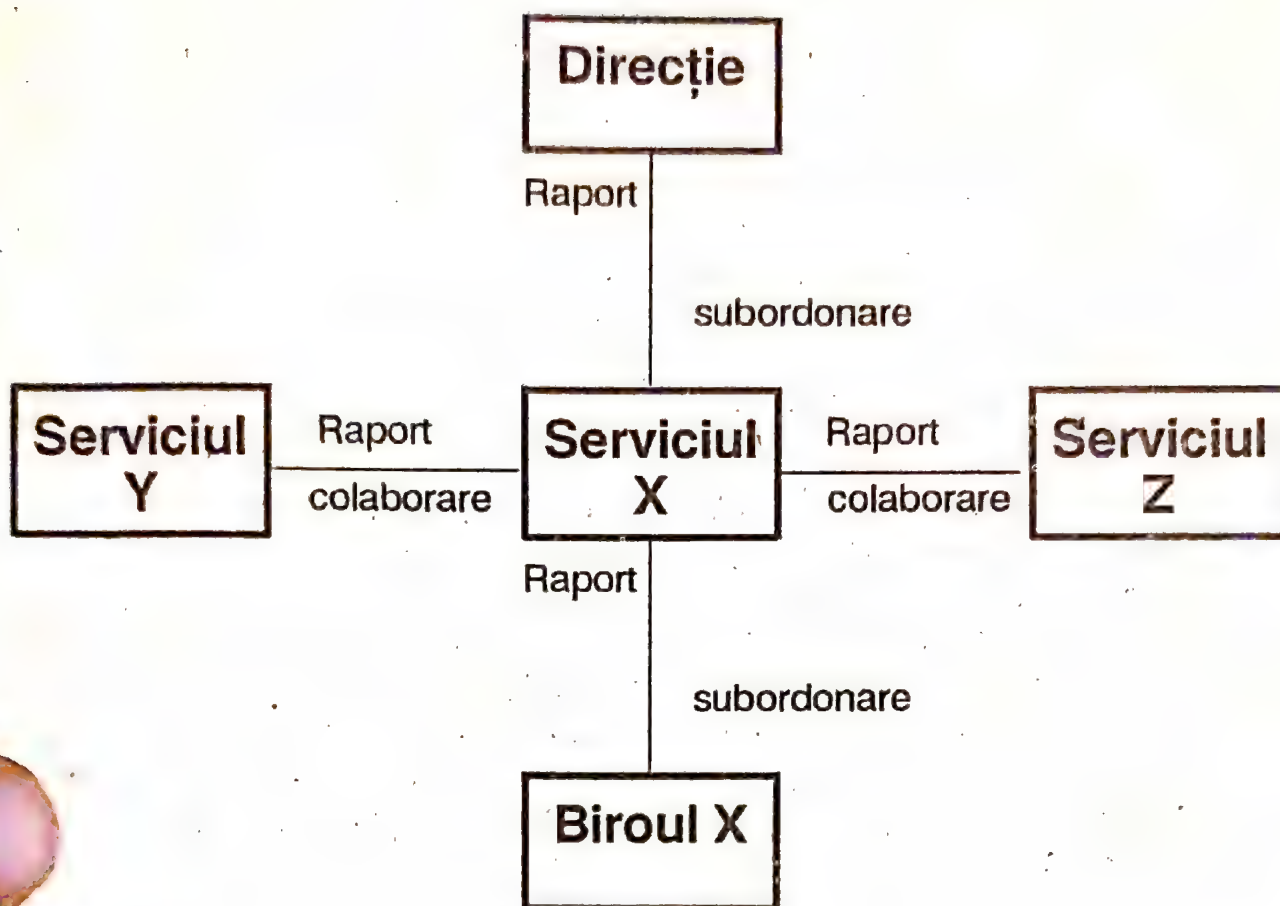 Direcție
Raport
subordonare
Serviciul Y
Raport
colaborare
Serviciul X
Raport
colaborare
Serviciul Z
Raport
subordonare
Biroul X